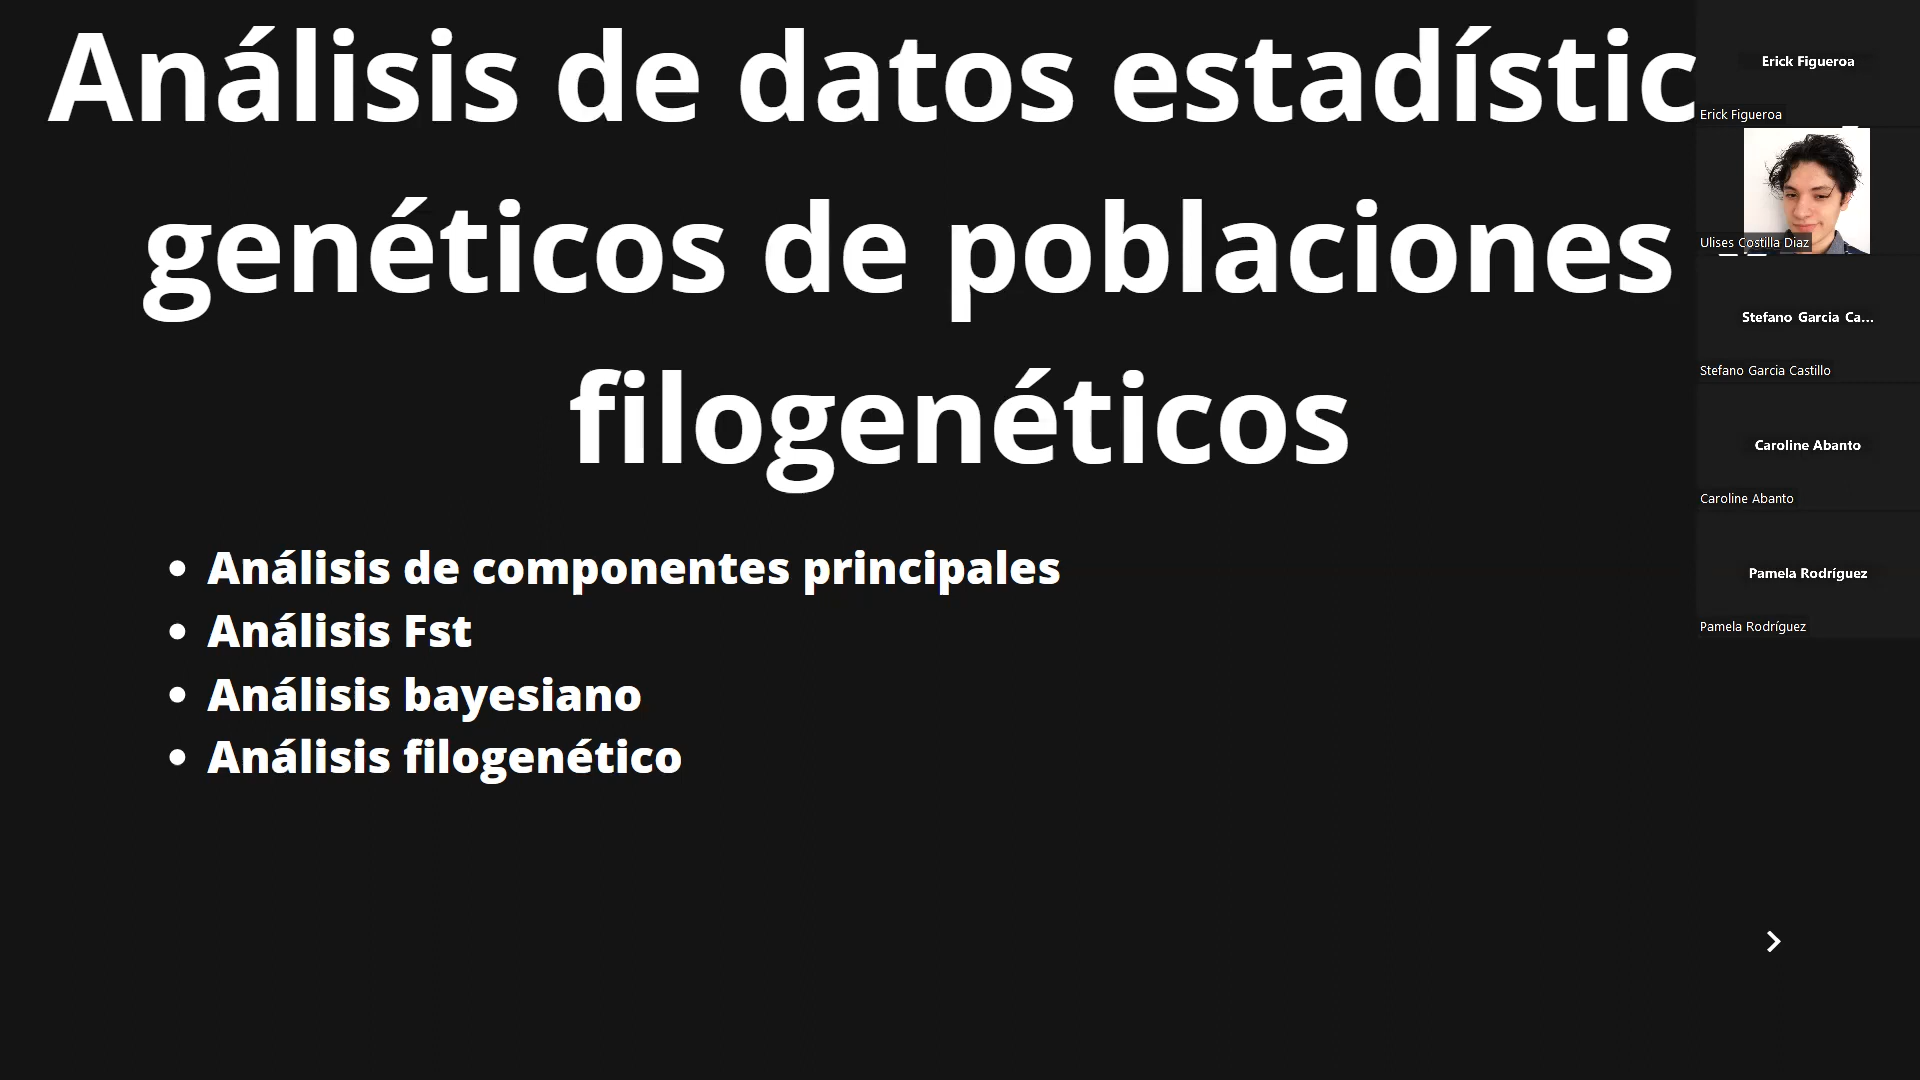 Análisis de datos estadístic
genéticos de poblaciones
filogenéticos
• Análisis de componentes principales
• Análisis Fst
• Análisis bayesiano
• Análisis filogenético
Erick Figueroa
Erick Figueroa
Ulises Costilla Diaz
Stefano Garcia Ca...
Stefano Garcia Castillo
Caroline Abanto
Caroline Abanto
Pamela Rodríguez
Pamela Rodríguez